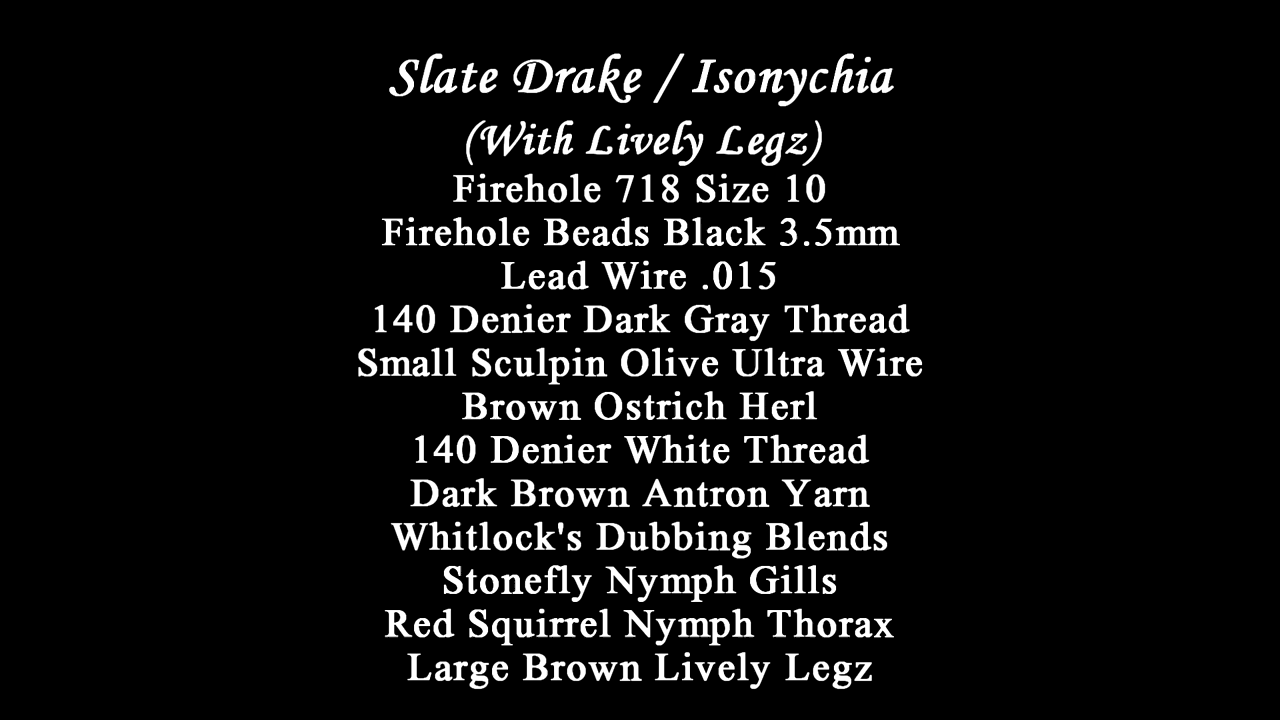 Slate Drake / Isonychia
(With Lively Legz)
Firehole 718 Size 10
Firehole Beads Black 3.5mm
Lead Wire .015
140 Denier Dark Gray Thread
Small Sculpin Olive Ultra Wire
Brown Ostrich Herl
140 Denier White Thread
Dark Brown Antron Yarn
Whitlock's Dubbing Blends
Stonefly Nymph Gills
Red Squirrel Nymph Thorax
Large Brown Lively Legz